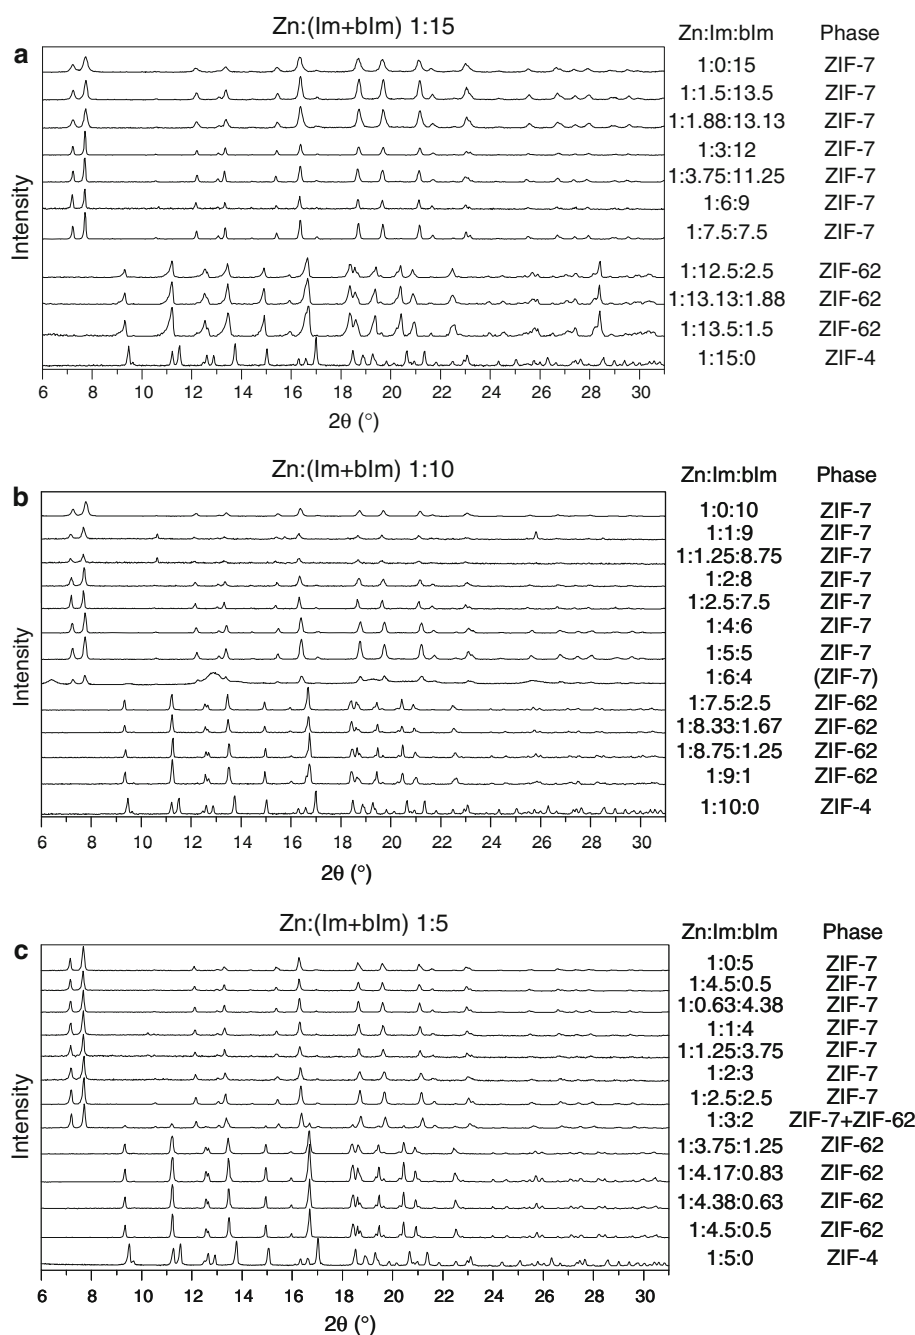 Zn:(Im+bIm) 1:15
a
Zn:Im:bIm Phase
1:0:15 ZIF-7
1:1.5:13.5 ZIF-7
1:1.88:13.13 ZIF-7
1:3:12 ZIF-7
1:3.75:11.25 ZIF-7
1:6:9 ZIF-7
1:7.5:7.5 ZIF-7
1:12.5:2.5 ZIF-62
1:13.13:1.88 ZIF-62
1:13.5:1.5 ZIF-62
1:15:0 ZIF-4
Intensity
6 8 10 12 14 16 18 20 22 24 26 28 30
2θ (°)
Zn:(Im+bIm) 1:10
b
Zn:Im:bIm Phase
1:0:10 ZIF-7
1:1:9 ZIF-7
1:1.25:8.75 ZIF-7
1:2:8 ZIF-7
1:2.5:7.5 ZIF-7
1:4:6 ZIF-7
1:5:5 ZIF-7
1:6:4 (ZIF-7)
1:7.5:2.5 ZIF-62
1:8.33:1.67 ZIF-62
1:8.75:1.25 ZIF-62
1:9:1 ZIF-62
1:10:0 ZIF-4
Intensity
6 8 10 12 14 16 18 20 22 24 26 28 30
2θ (°)
Zn:(Im+bIm) 1:5
c
Zn:Im:bIm Phase
1:0:5 ZIF-7
1:4.5:0.5 ZIF-7
1:0.63:4.38 ZIF-7
1:1:4 ZIF-7
1:1.25:3.75 ZIF-7
1:2:3 ZIF-7
1:2.5:2.5 ZIF-7
1:3:2 ZIF-7+ZIF-62
1:3.75:1.25 ZIF-62
1:4.17:0.83 ZIF-62
1:4.38:0.63 ZIF-62
1:4.5:0.5 ZIF-62
1:5:0 ZIF-4
Intensity
6 8 10 12 14 16 18 20 22 24 26 28 30
2θ (°)